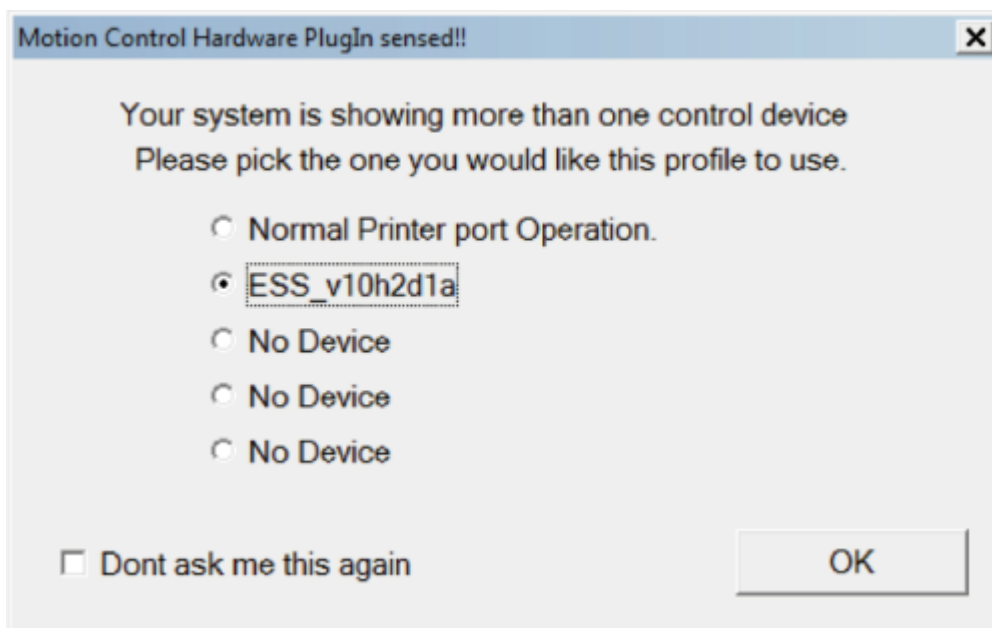 Motion Control Hardware PlugIn sensed!!
Your system is showing more than one control device
Please pick the one you would like this profile to use.
Normal Printer port Operation.
ESS_v10h2d1a
No Device
No Device
No Device
Dont ask me this again
OK